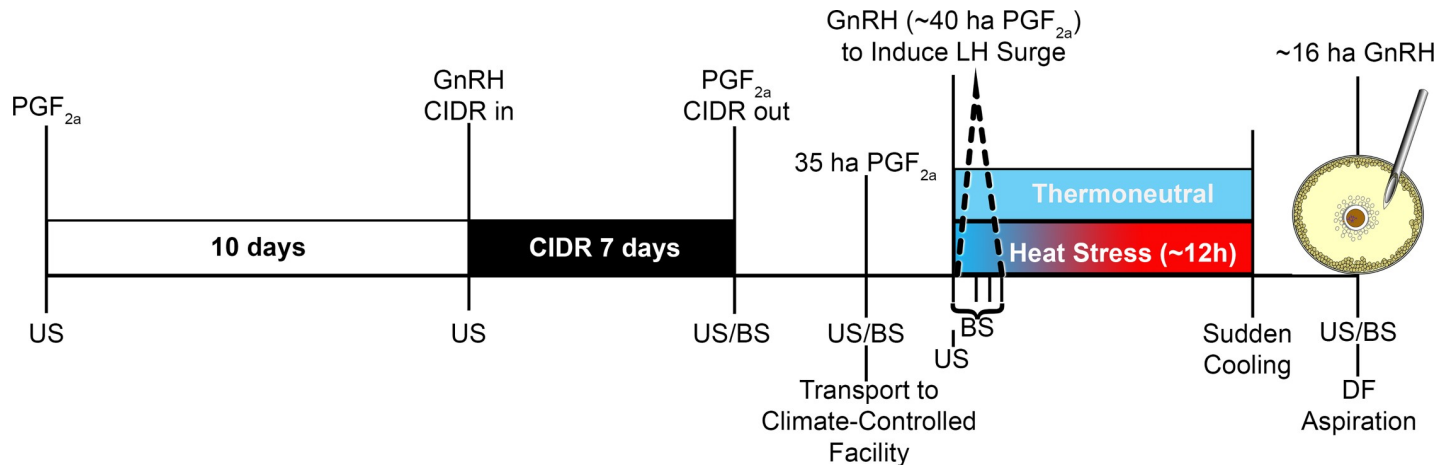 PGF2a
GnRH
CIDR in
PGF2a
CIDR out
35 ha PGF2a
GnRH (~40 ha PGF2a)
to Induce LH Surge
~16 ha GnRH
10 days
CIDR 7 days
Thermoneutral
Heat Stress (~12h)
US
US
US/BS
US/BS
Transport to
Climate-Controlled
Facility
BS
US
Sudden
Cooling
US/BS
DF
Aspiration